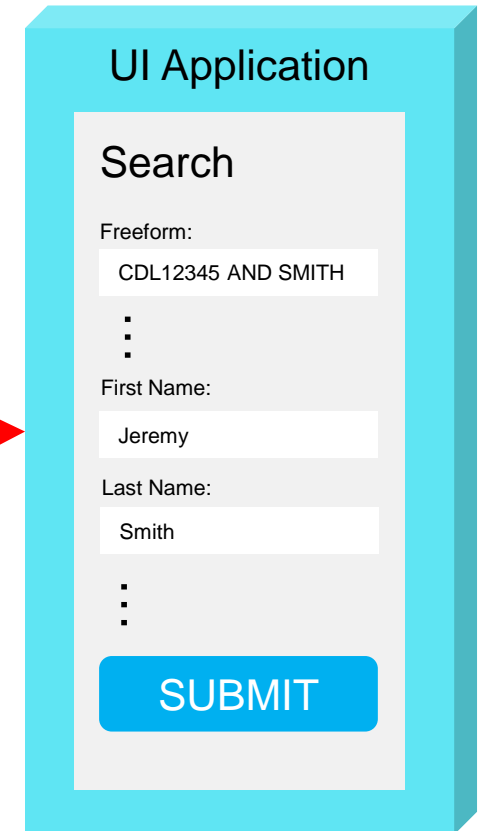 UI Application
Search
Freeform:
CDL12345 AND SMITH
First Name:
Jeremy
Last Name:
Smith
SUBMIT